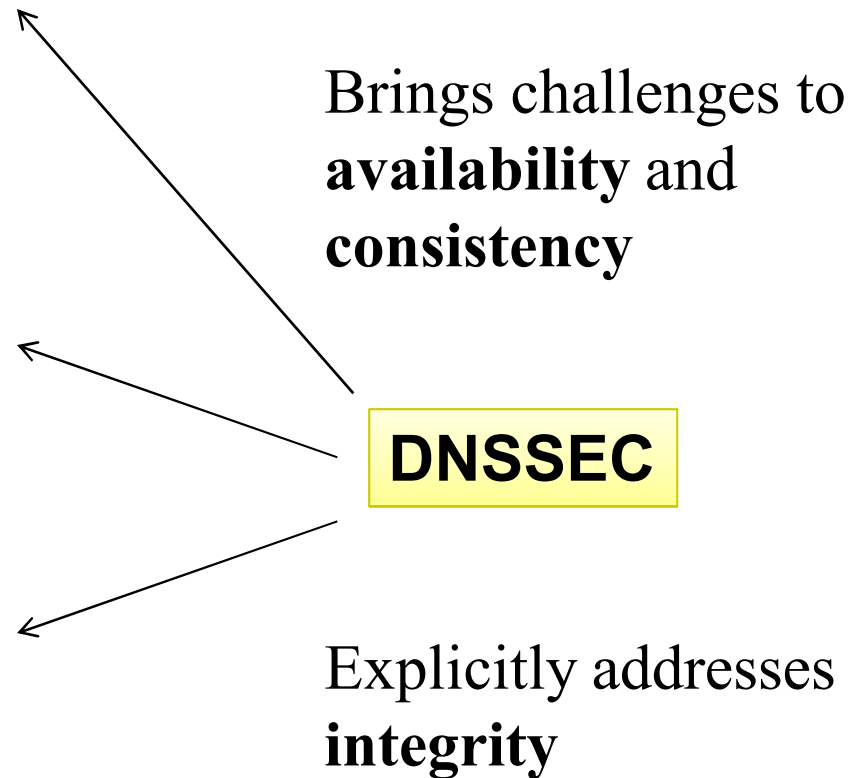 Brings challenges to
availability and
consistency
DNSSEC
Explicitly addresses
integrity